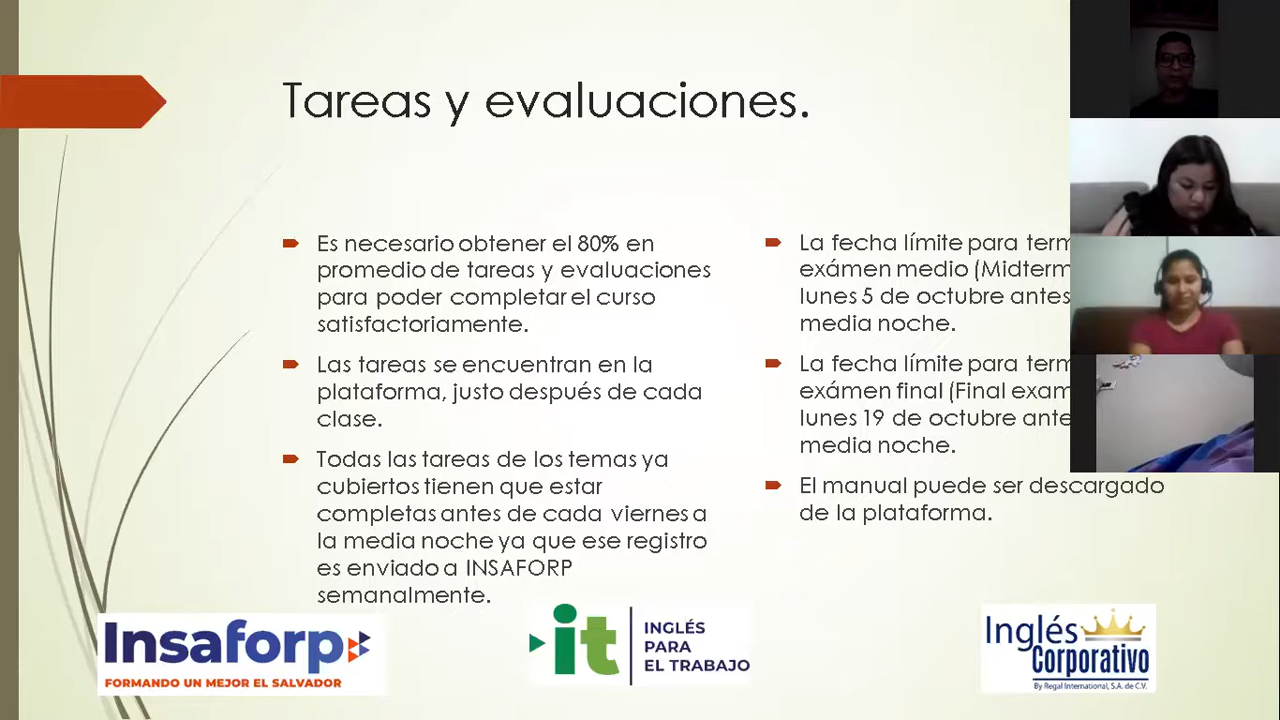 Tareas y evaluaciones.
Es necesario obtener el 80% en
promedio de tareas y evaluaciones
para poder completar el curso
satisfactoriamente.
Las tareas se encuentran en la
plataforma, justo después de cada
clase.
Todas las tareas de los temas ya
cubiertos tienen que estar
completas antes de cada viernes a
la media noche ya que ese registro
es enviado a INSAFORP
semanalmente.
La fecha límite para term
exámen medio (Midterm
lunes 5 de octubre antes
media noche.
La fecha límite para term
exámen final (Final exam
lunes 19 de octubre ante
media noche.
El manual puede ser descargado
de la plataforma.
Insaforp
FORMANDO UN MEJOR EL SALVADOR
it
INGLÉS
PARA
EL TRABAJO
Inglés
Corporativo
By Regal International, S.A. de C.V.